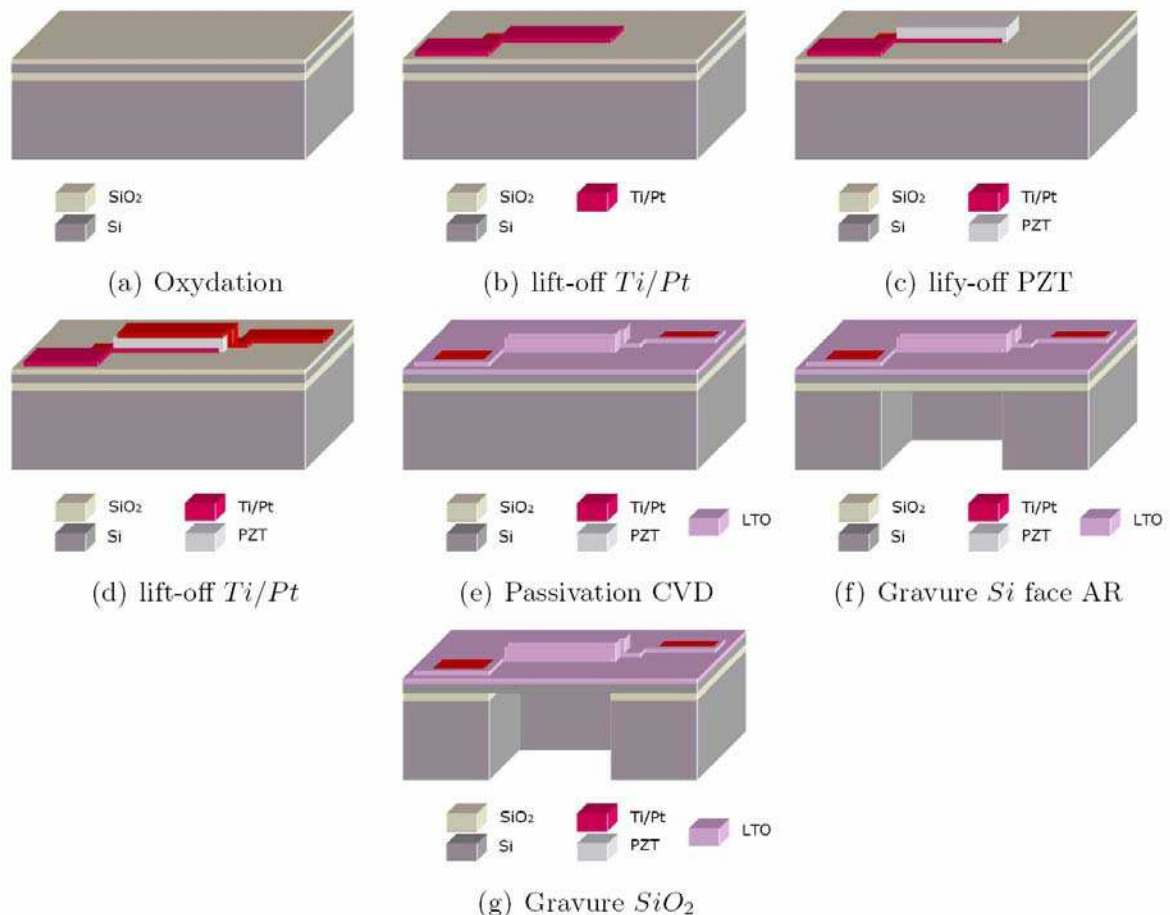 SiO₂
Si
(a) Oxydation
SiO₂ Ti/Pt
Si
(b) lift-off Ti/Pt
SiO₂ Ti/Pt
Si PZT
(c) lify-off PZT
SiO₂ Ti/Pt
Si PZT
(d) lift-off Ti/Pt
SiO₂ Ti/Pt LTO
Si PZT
(e) Passivation CVD
SiO₂ Ti/Pt LTO
Si PZT
(f) Gravure Si face AR
SiO₂ Ti/Pt LTO
Si PZT
(g) Gravure SiO₂